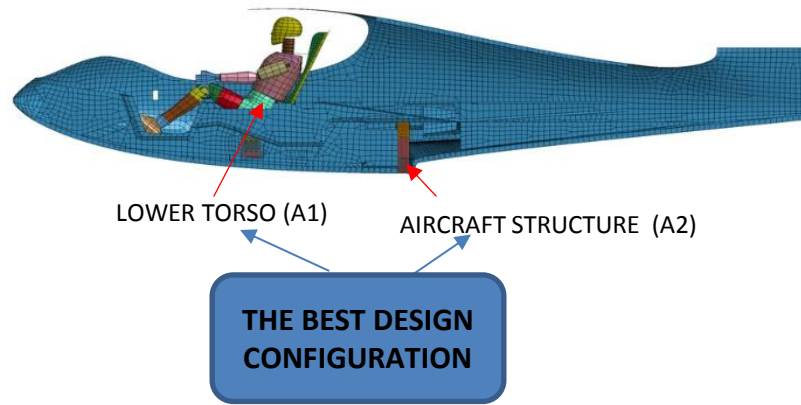 LOWER TORSO (A1)
AIRCRAFT STRUCTURE (A2)
THE BEST DESIGN
CONFIGURATION